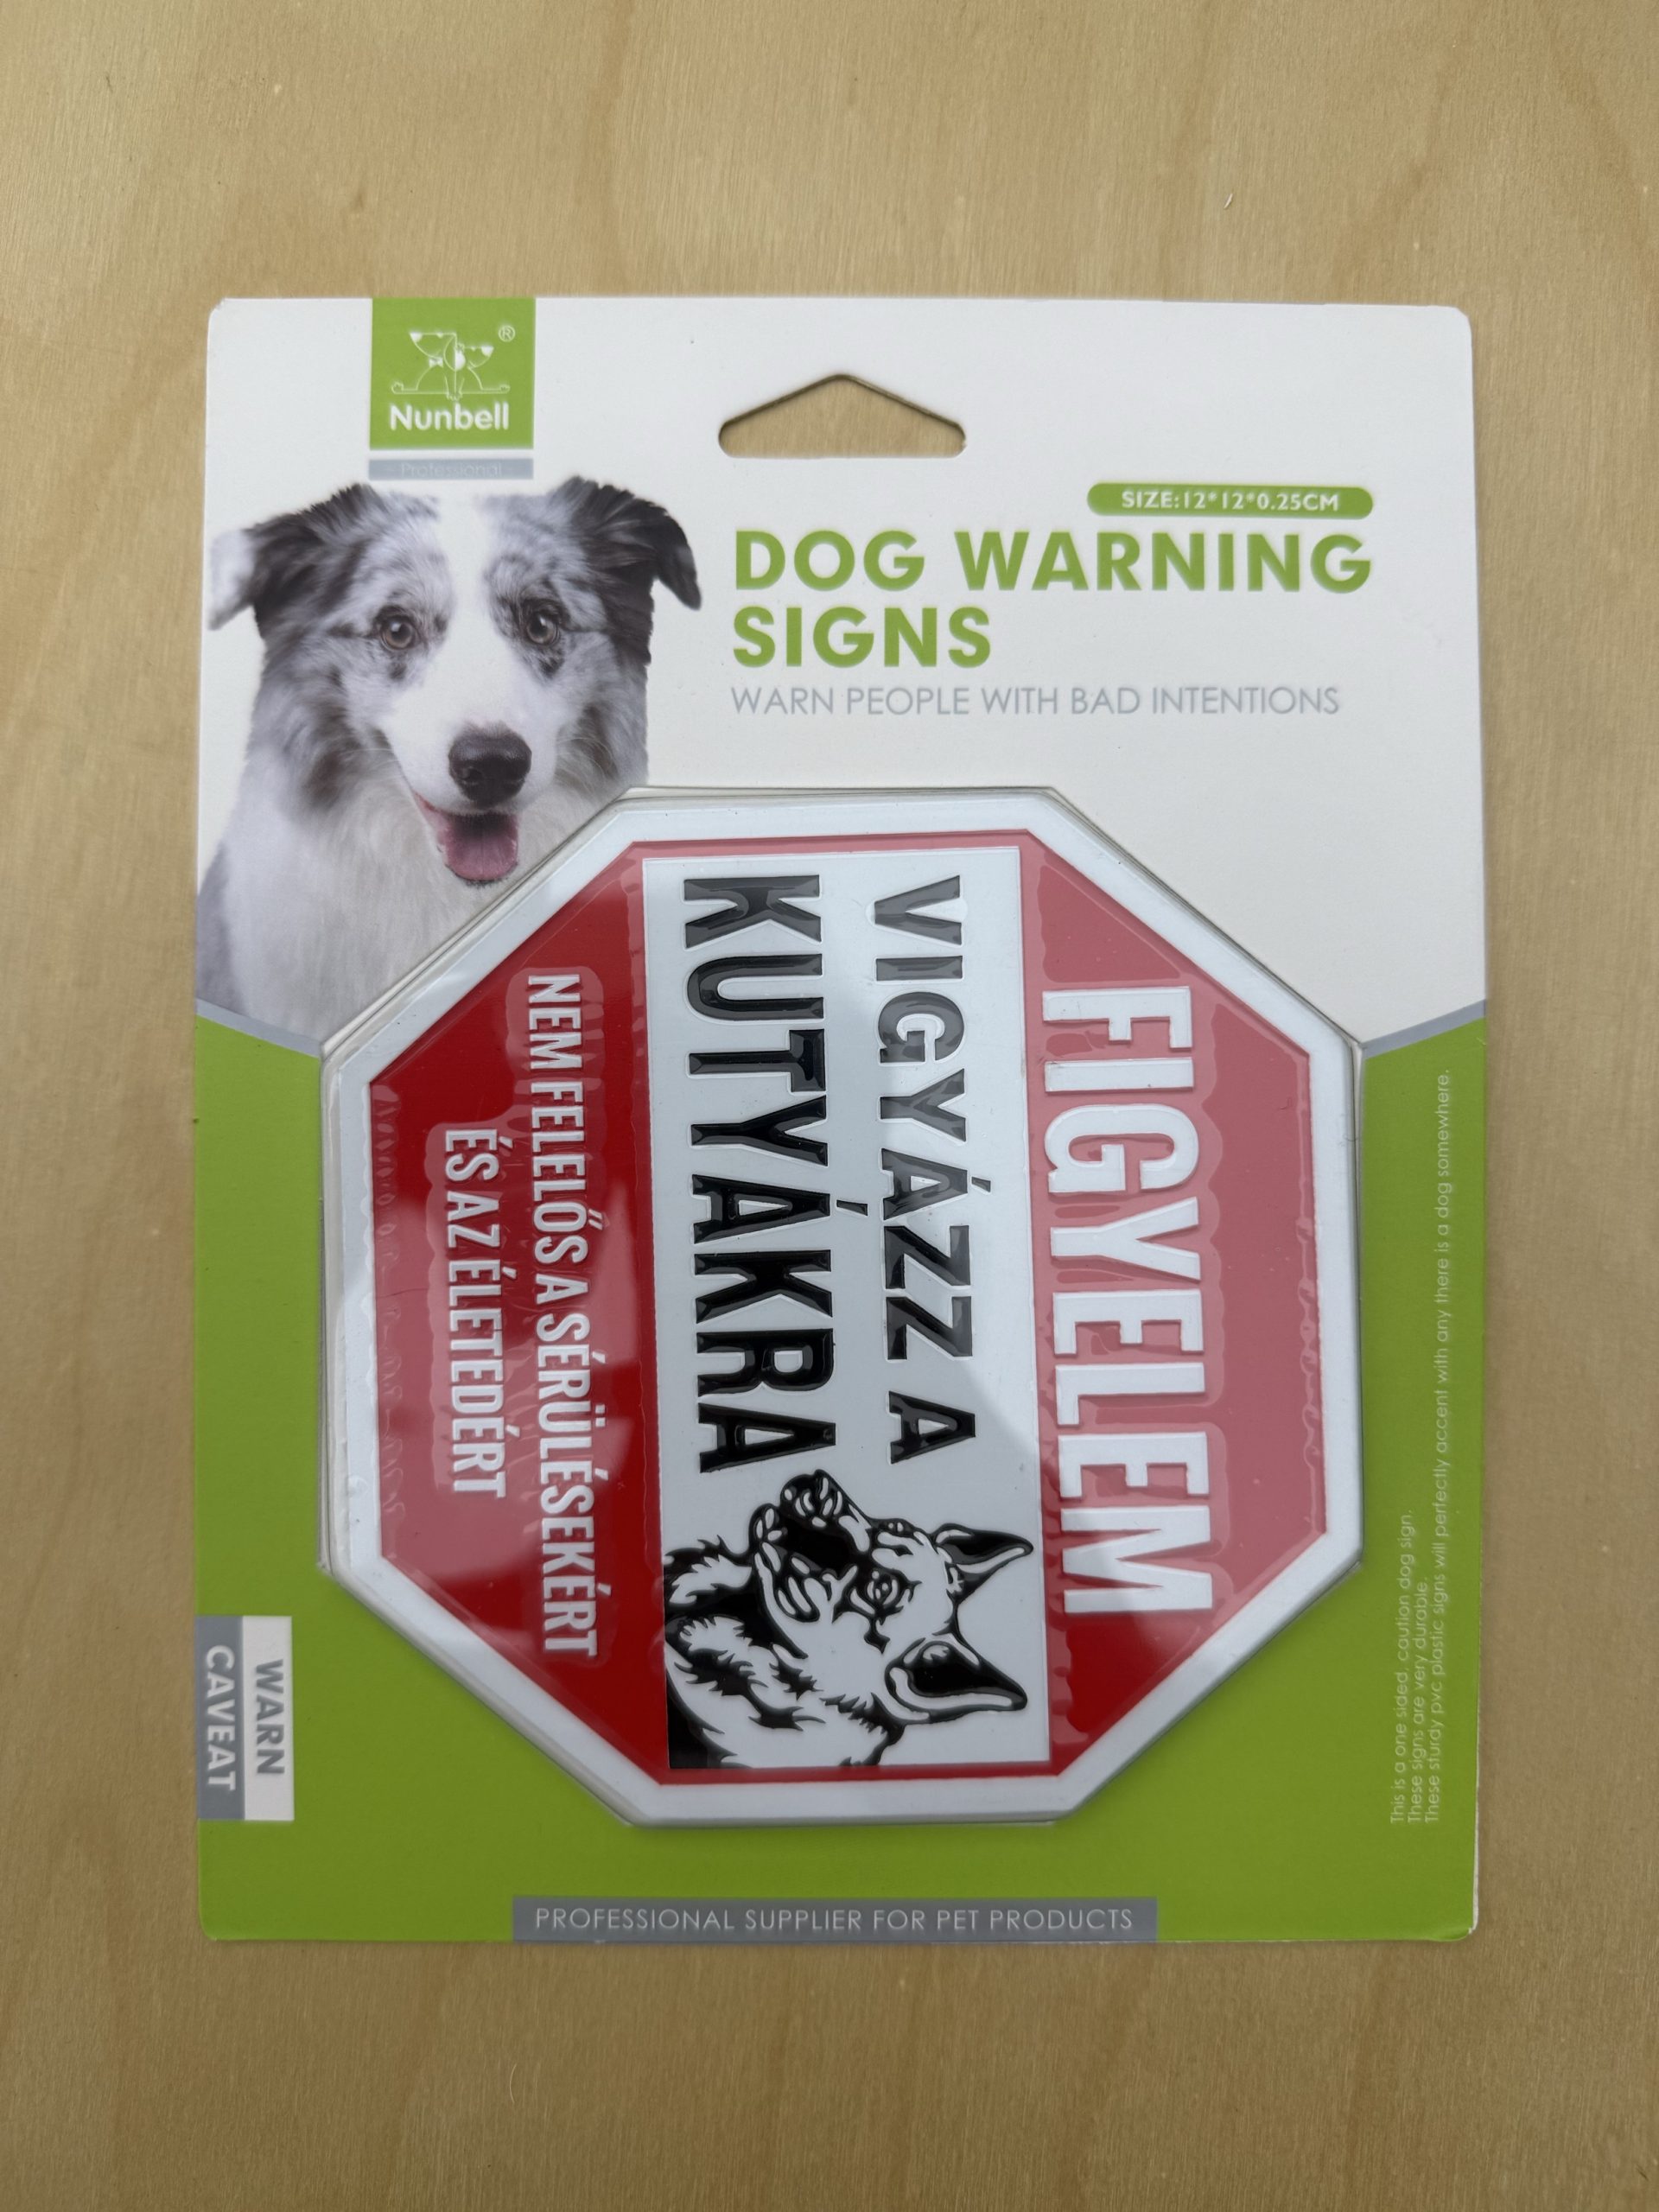 Nunbell
®
Professional
SIZE:12*12*0.25CM
DOG WARNING
SIGNS
WARN PEOPLE WITH BAD INTENTIONS
FIGYELEM
VIGYÁZZ A
KUTYÁKRA
NEM FELELŐS A SÉRÜLÉSEKÉRT
ÉS AZ ÉLETEDÉRT
This is a one sided, caution dog sign.
These signs are very durable.
These sturdy pvc plastic signs will perfectly accent with any there is a dog somewhere.
WARN
CAVEAT
PROFESSIONAL SUPPLIER FOR PET PRODUCTS